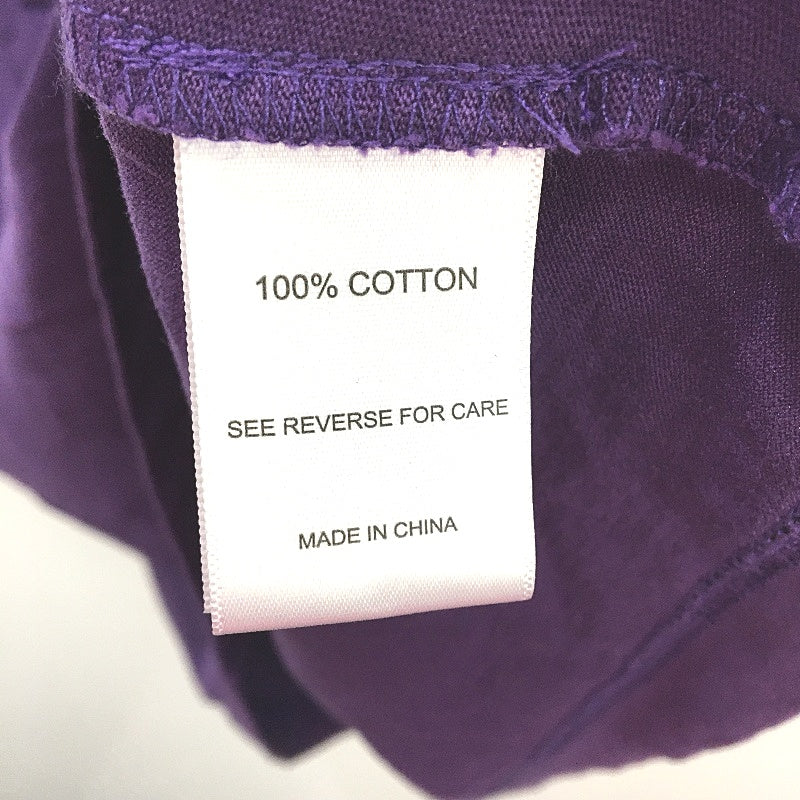 100% COTTON
SEE REVERSE FOR CARE
MADE IN CHINA